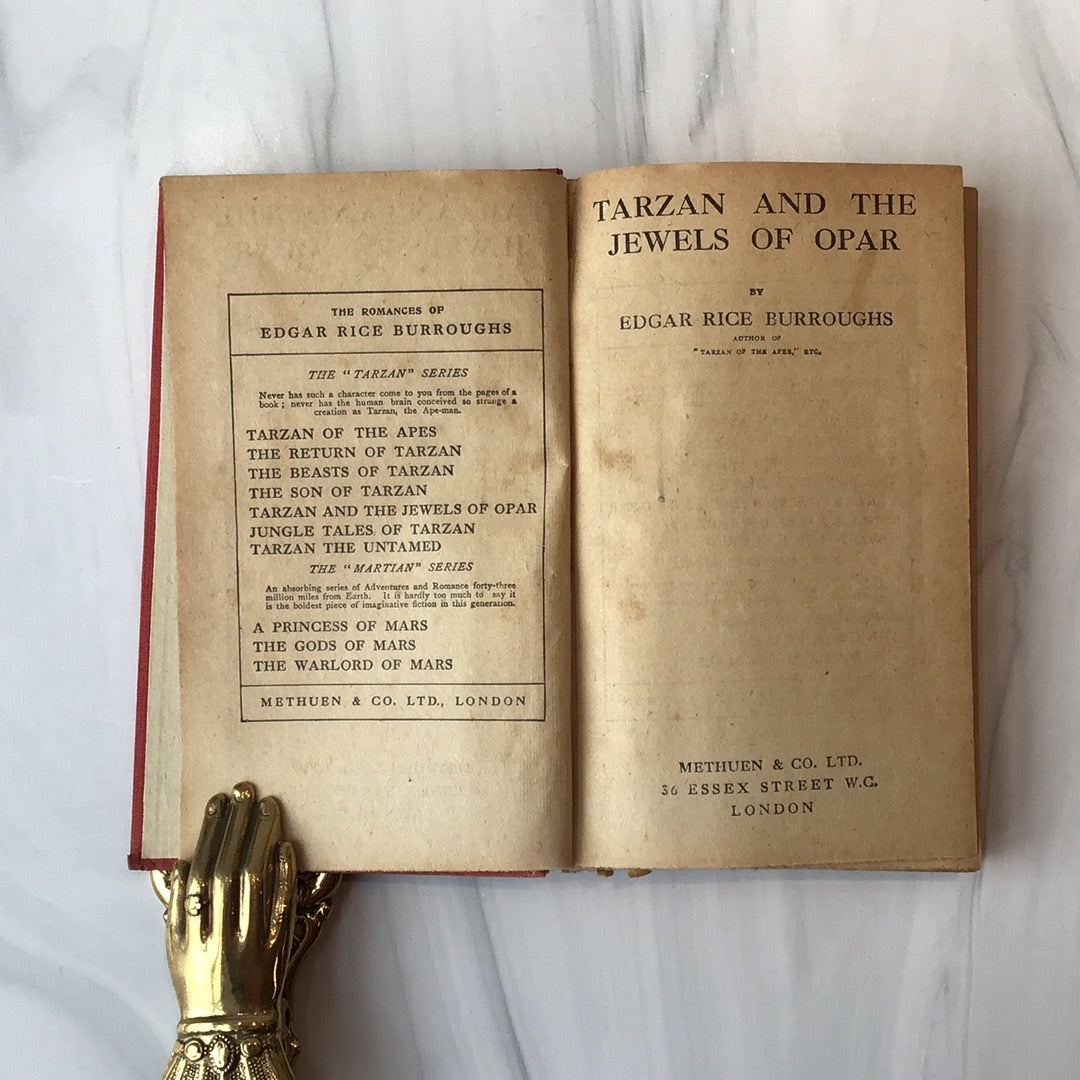 THE ROMANCES OF
EDGAR RICE BURROUGHS
THE "TARZAN" SERIES
Never has such a character come to you from the pages of a
book; never has the human brain conceived so strange a
creation as Tarzan, the Ape-man.
TARZAN OF THE APES
THE RETURN OF TARZAN
THE BEASTS OF TARZAN
THE SON OF TARZAN
TARZAN AND THE JEWELS OF OPAR
JUNGLE TALES OF TARZAN
TARZAN THE UNTAMED
THE "MARTIAN" SERIES
An absorbing series of Adventures and Romance forty-three
million miles from Earth. It is hardly too much to say it
is the boldest piece of imaginative fiction in this generation.
A PRINCESS OF MARS
THE GODS OF MARS
THE WARLORD OF MARS
METHUEN & CO. LTD., LONDON
TARZAN AND THE
JEWELS OF OPAR
BY
EDGAR RICE BURROUGHS
AUTHOR OF
"TARZAN OF THE APES," ETC.
METHUEN & CO. LTD.
36 ESSEX STREET W.C.
LONDON